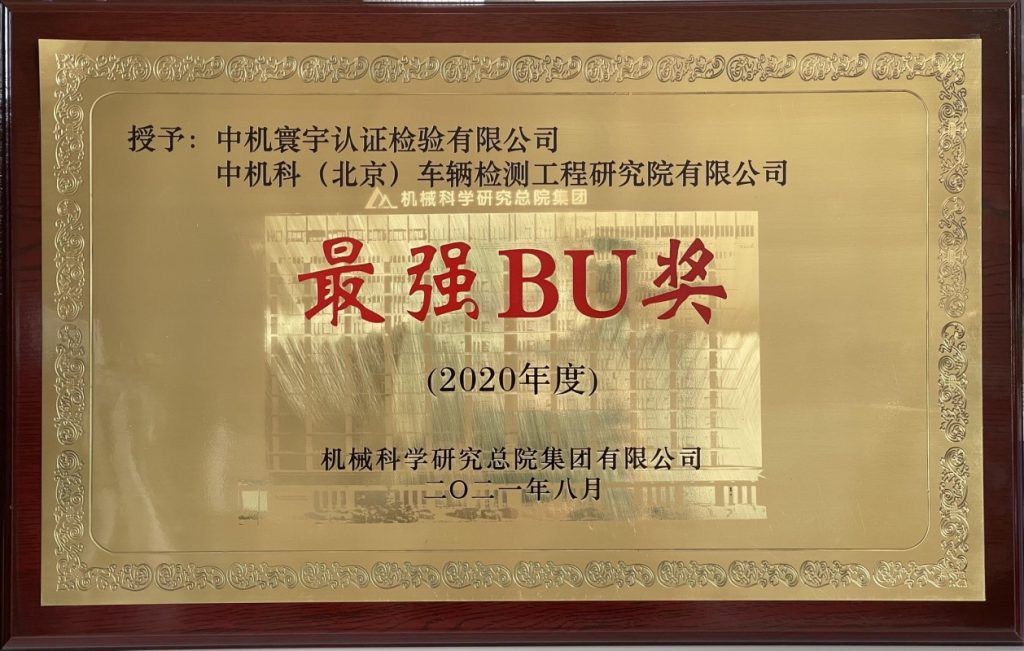 授予：中机寰宇认证检验有限公司
中机科（北京）车辆检测工程研究院有限公司
机械科学研究总院集团
最强BU奖
(2020年度)
机械科学研究总院集团有限公司
二〇二一年八月